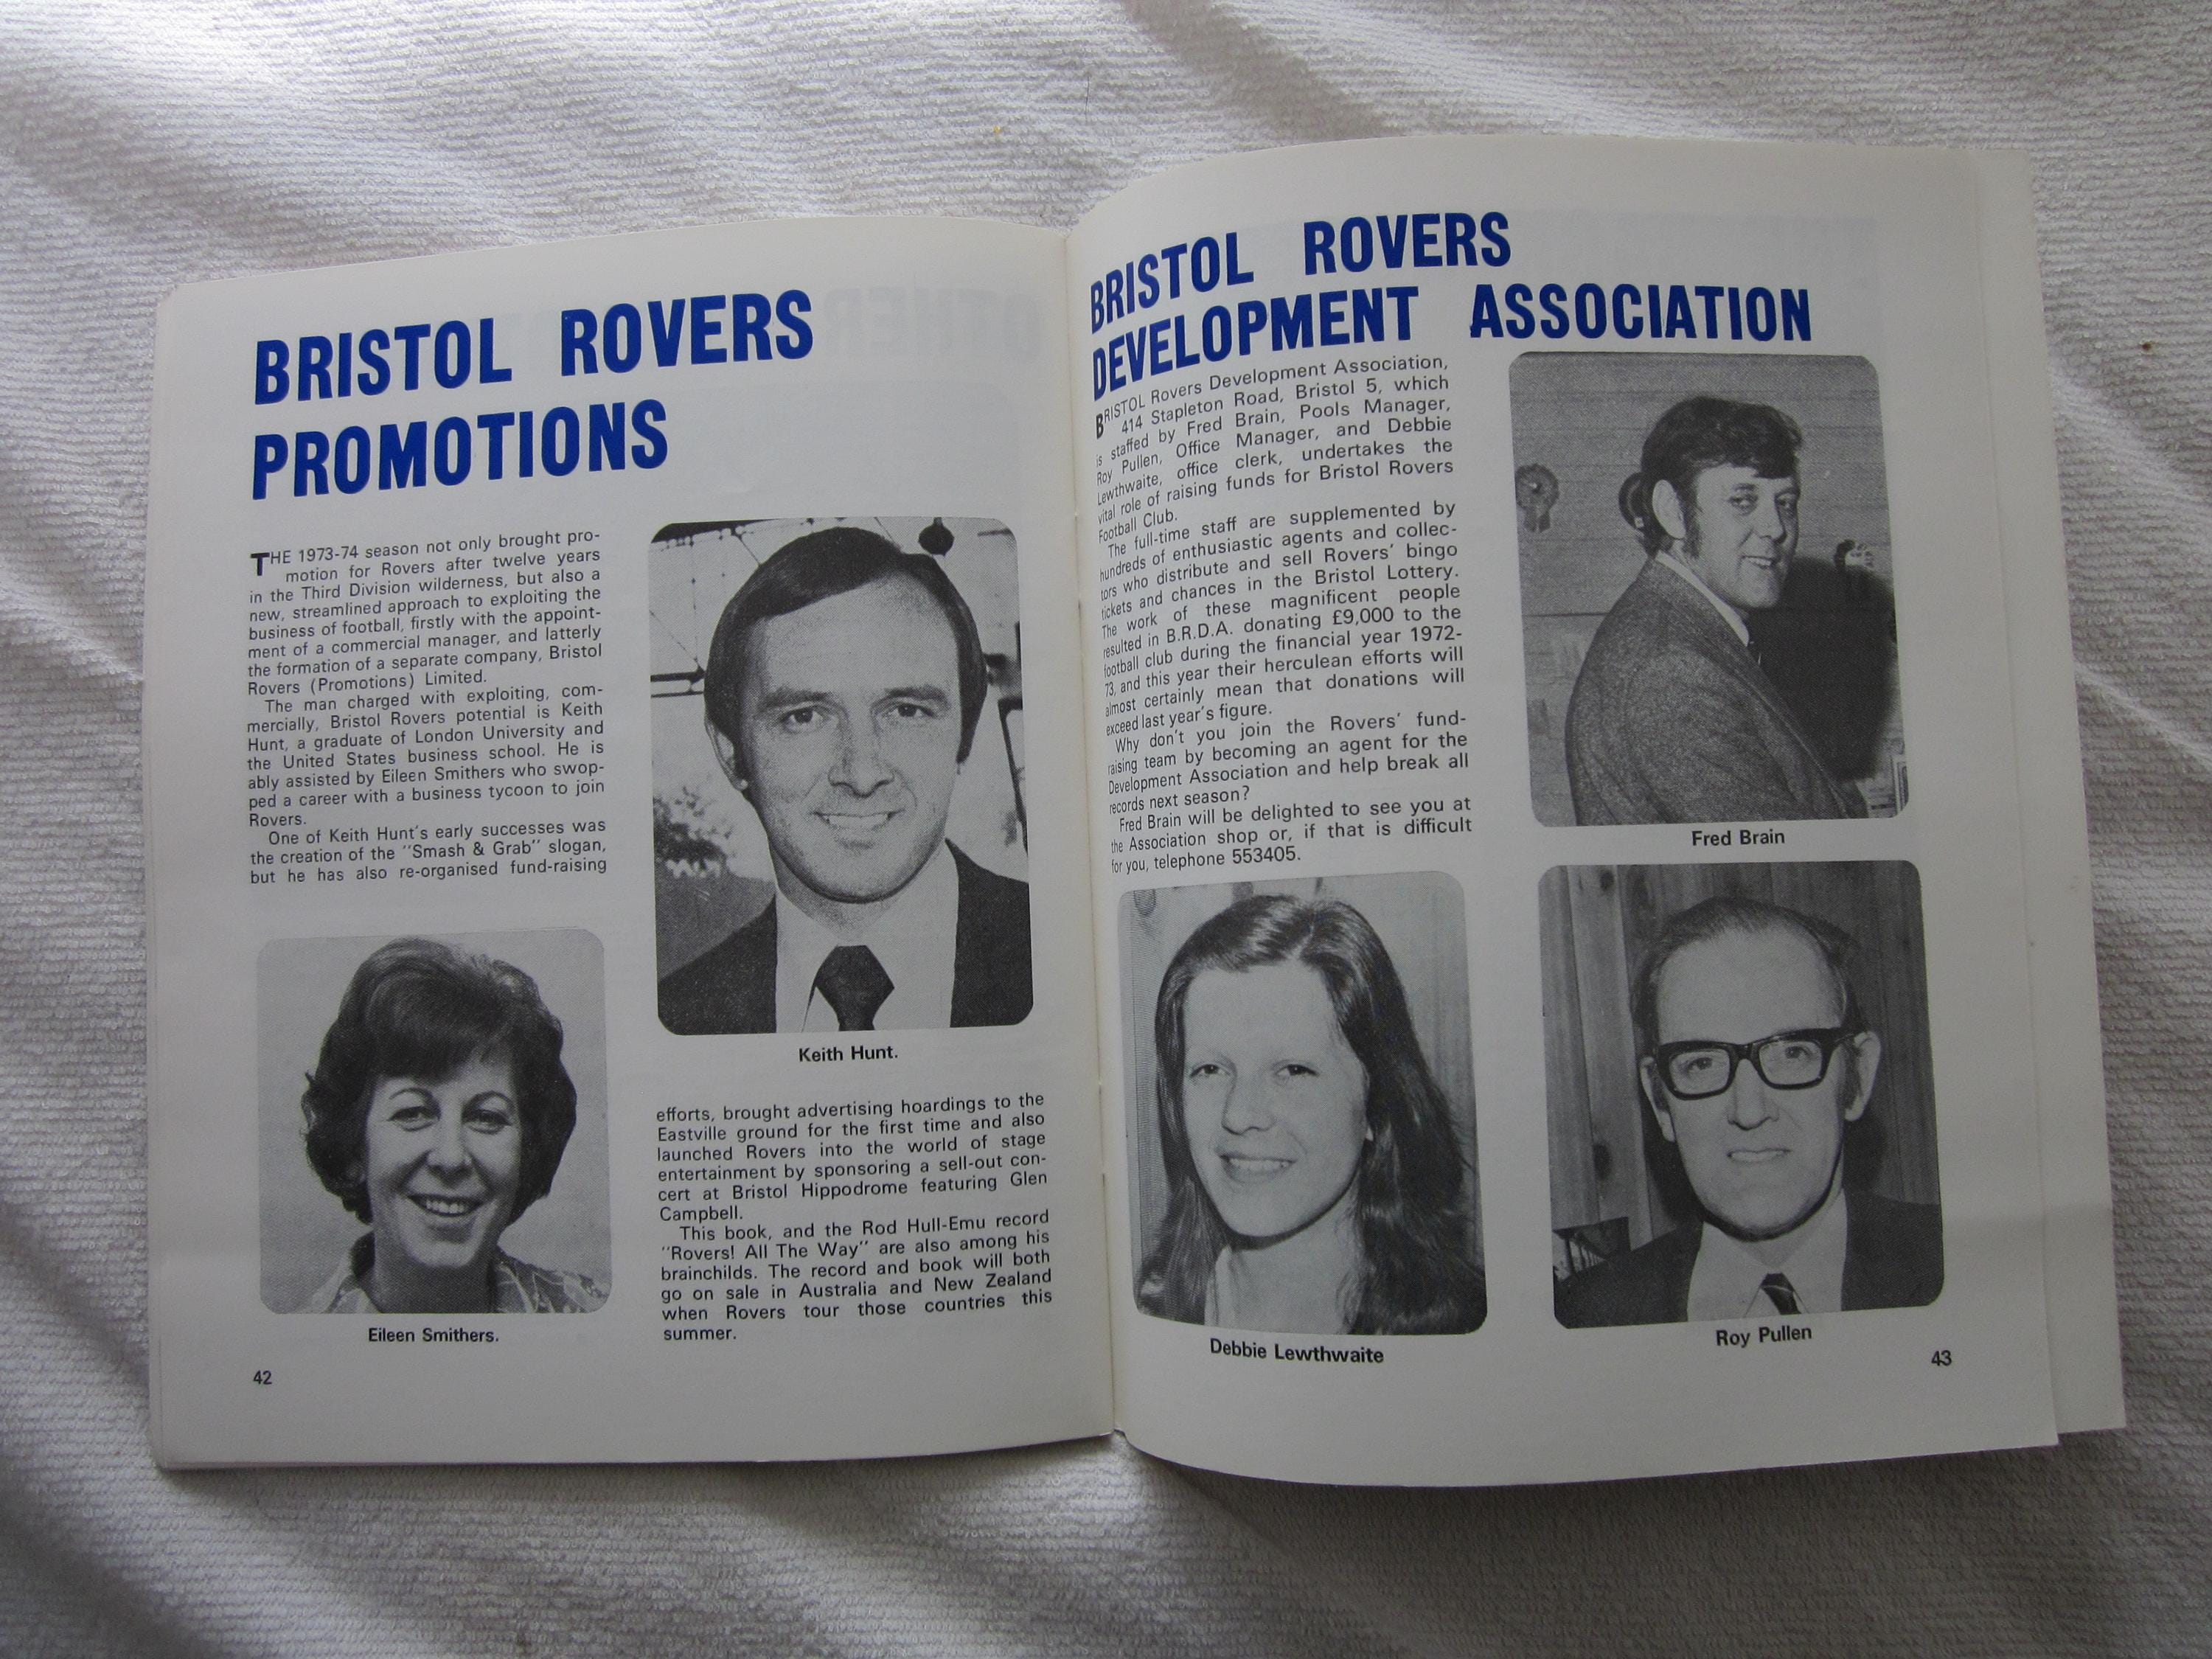 BRISTOL ROVERS
PROMOTIONS
THE 1973-74 season not only brought pro-
motion for Rovers after twelve years
in the Third Division wilderness, but also a
new, streamlined approach to exploiting the
business of football, firstly with the appoint-
ment of a commercial manager, and latterly
the formation of a separate company, Bristol
Rovers (Promotions) Limited.
The man charged with exploiting, com-
mercially, Bristol Rovers potential is Keith
Hunt, a graduate of London University and
the United States business school. He is
ably assisted by Eileen Smithers who swop-
ped a career with a business tycoon to join
Rovers.
One of Keith Hunt's early successes was
the creation of the "Smash & Grab" slogan,
but he has also re-organised fund-raising
Eileen Smithers.
42
Keith Hunt.
efforts, brought advertising hoardings to the
Eastville ground for the first time and also
launched Rovers into the world of stage
entertainment by sponsoring a sell-out con-
cert at Bristol Hippodrome featuring Glen
Campbell.
This book, and the Rod Hull-Emu record
"Rovers! All The Way" are also among his
brainchilds. The record and book will both
go on sale in Australia and New Zealand
when Rovers tour those countries this
summer.
BRISTOL ROVERS
DEVELOPMENT ASSOCIATION
BRISTOL Rovers Development Association,
414 Stapleton Road, Bristol 5, which
is staffed by Fred Brain, Pools Manager,
Roy Pullen, Office Manager, and Debbie
Lewthwaite, office clerk, undertakes the
vital role of raising funds for Bristol Rovers
Football Club.
The full-time staff are supplemented by
hundreds of enthusiastic agents and collec-
tors who distribute and sell Rovers' bingo
tickets and chances in the Bristol Lottery.
The work of these magnificent people
resulted in B.R.D.A. donating £9,000 to the
football club during the financial year 1972-
73, and this year their herculean efforts will
almost certainly mean that donations will
exceed last year's figure.
Why don't you join the Rovers' fund-
raising team by becoming an agent for the
Development Association and help break all
records next season?
Fred Brain will be delighted to see you at
the Association shop or, if that is difficult
for you, telephone 553405.
Fred Brain
Debbie Lewthwaite
Roy Pullen
43